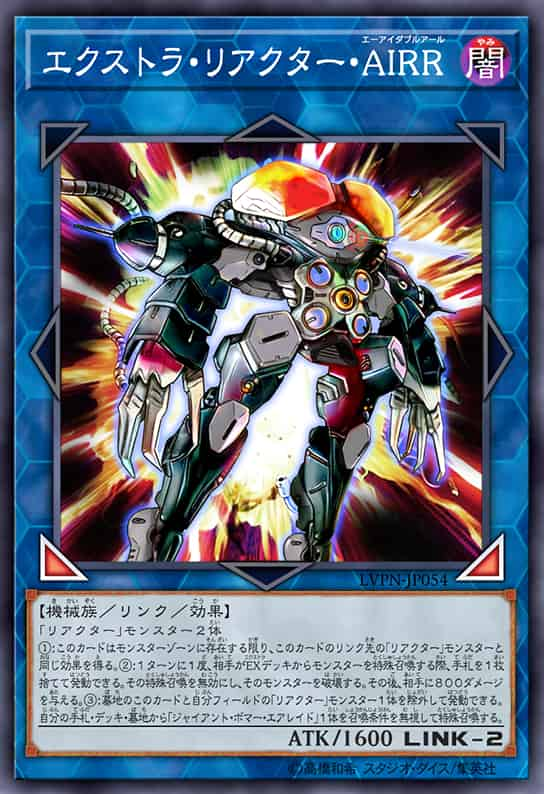 エクストラ・リアクター・AIRR
エーアイダブルアール
闇
やみ
LVPN-JP054
【機械族／リンク／効果】
「リアクター」モンスター２体
①:このカードはモンスターゾーンに存在する限り、このカードのリンク先の「リアクター」モンスターと
同じ効果を得る。②:１ターンに１度、相手がEXデッキからモンスターを特殊召喚する際、手札を１枚
捨てて発動できる。その特殊召喚を無効にし、そのモンスターを破壊する。その後、相手に８００ダメージ
を与える。③:墓地のこのカードと自分フィールドの「リアクター」モンスター１体を除外して発動できる。
自分の手札・デッキ・墓地から「ジャイアント・ボマー・エアレイド」１体を召喚条件を無視して特殊召喚する。
ATK/1600 LINK-2
©高橋和希 スタジオ・ダイス/集英社